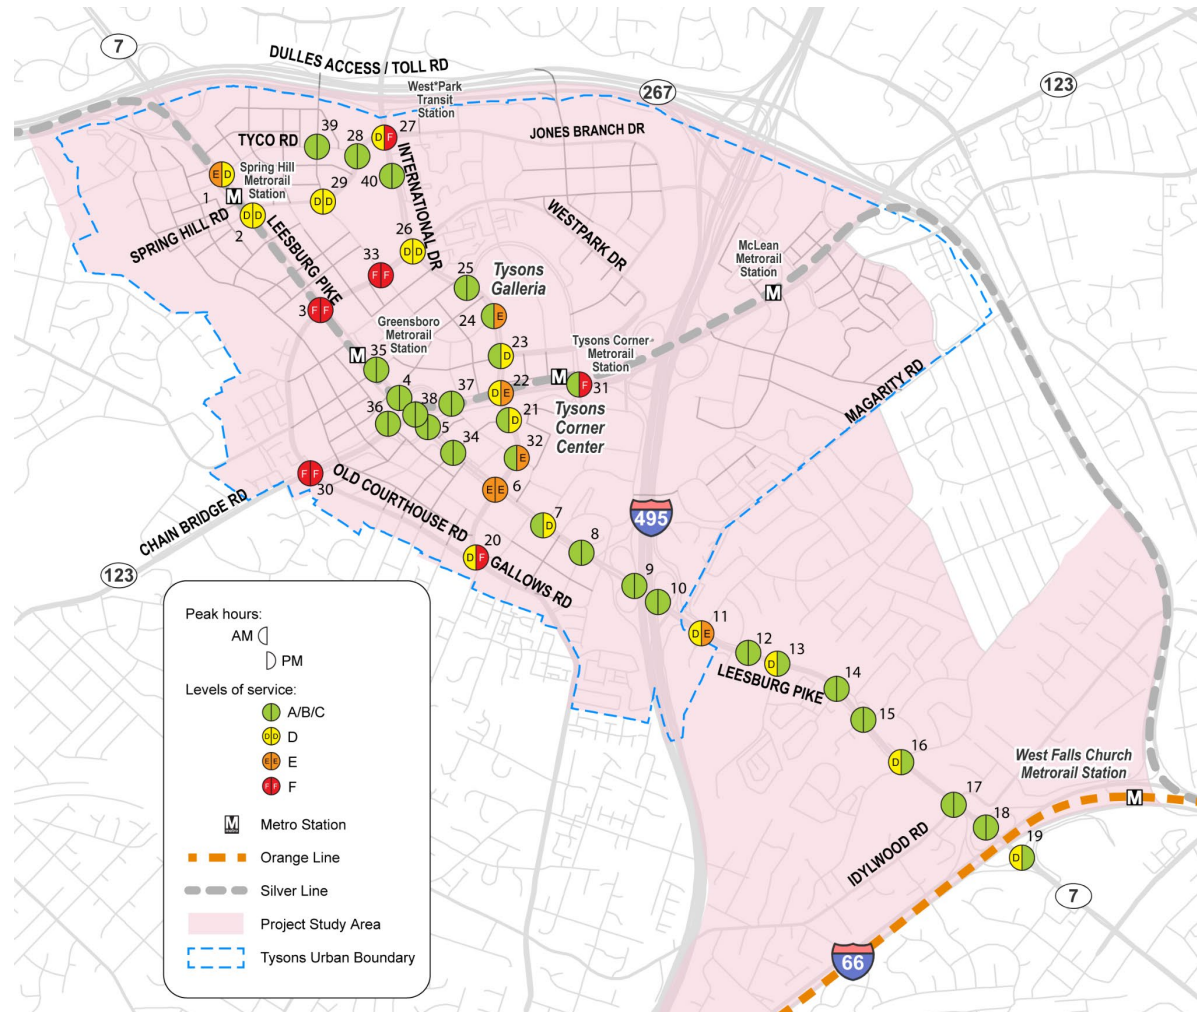 7
DULLES ACCESS / TOLL RD
West*Park
Transit
Station
267
123
39
28
27
D F
TYCO RD
JONES BRANCH DR
INTERNATIONAL DR
E D
Spring Hill
Metrorail
Station
M
1
29
D D
40
SPRING HILL RD
D D
2
LEESBURG PIKE
WESTPARK DR
26
D D
33
F F
McLean
Metrorail
Station
M
25
Tysons
Galleria
3
F F
24
E
Greensboro
Metrorail
Station
M
35
23
D
Tysons Corner
Metrorail
Station
M
F
31
22
D E
4
37
36
38
5
21
D
Tysons
Corner
Center
MAGARITY RD
34
32
E
F F
30
OLD COURTHOUSE RD
E E
6
CHAIN BRIDGE RD
7
D
495
8
20
D F
GALLOWS RD
123
9
10
11
D E
12
13
D
LEESBURG PIKE
14
15
16
D
West Falls Church
Metrorail Station
M
17
18
19
D
IDYLWOOD RD
7
66
Peak hours:
AM
PM
Levels of service:
A/B/C
D D
D
E E
E
F F
F
M
Metro Station
Orange Line
Silver Line
Project Study Area
Tysons Urban Boundary